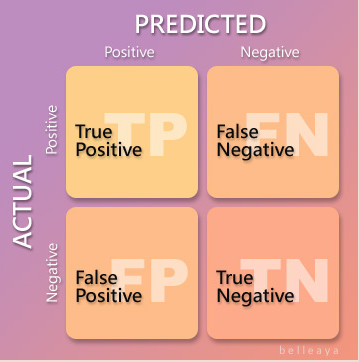 PREDICTED
Positive Negative
ACTUAL
Positive
TP
True
Positive
FN
False
Negative
Negative
FP
False
Positive
TN
True
Negative
belleaya